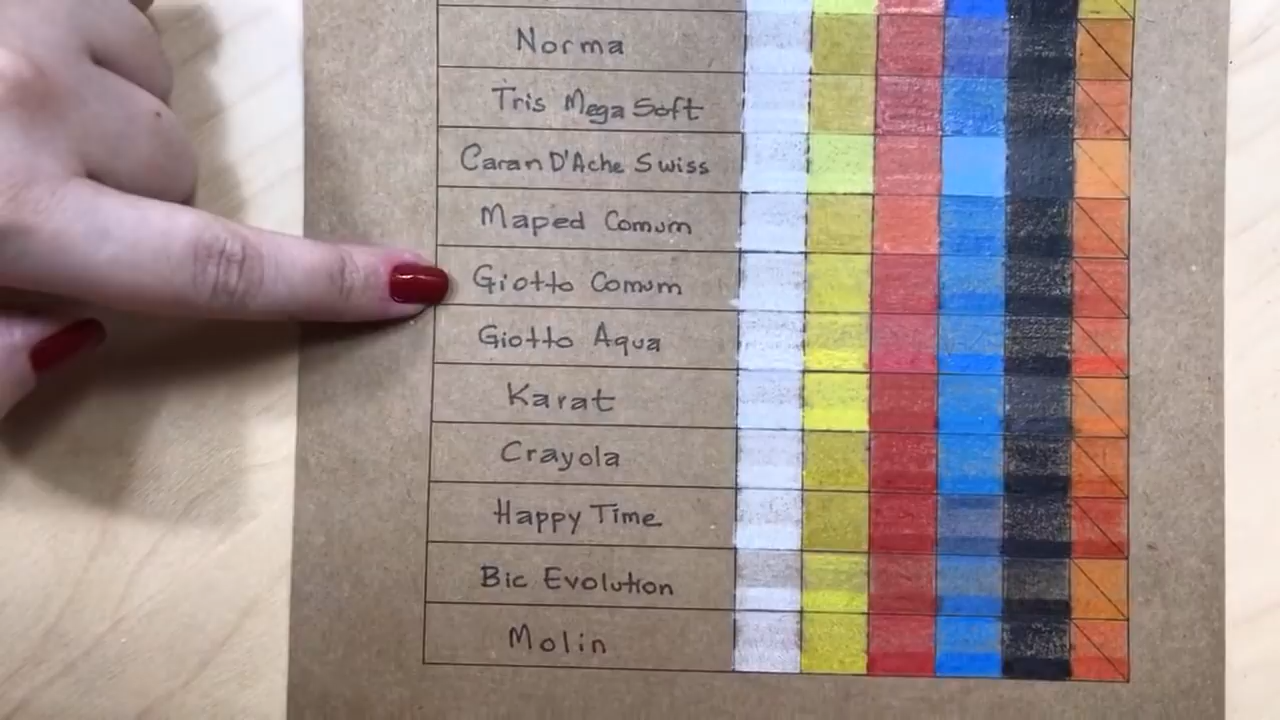 Norma
Tris Mega Soft
Caran D'Ache Swiss
Maped Comum
Giotto Comum
Giotto Aqua
Karat
Crayola
Happy Time
Bic Evolution
Molin